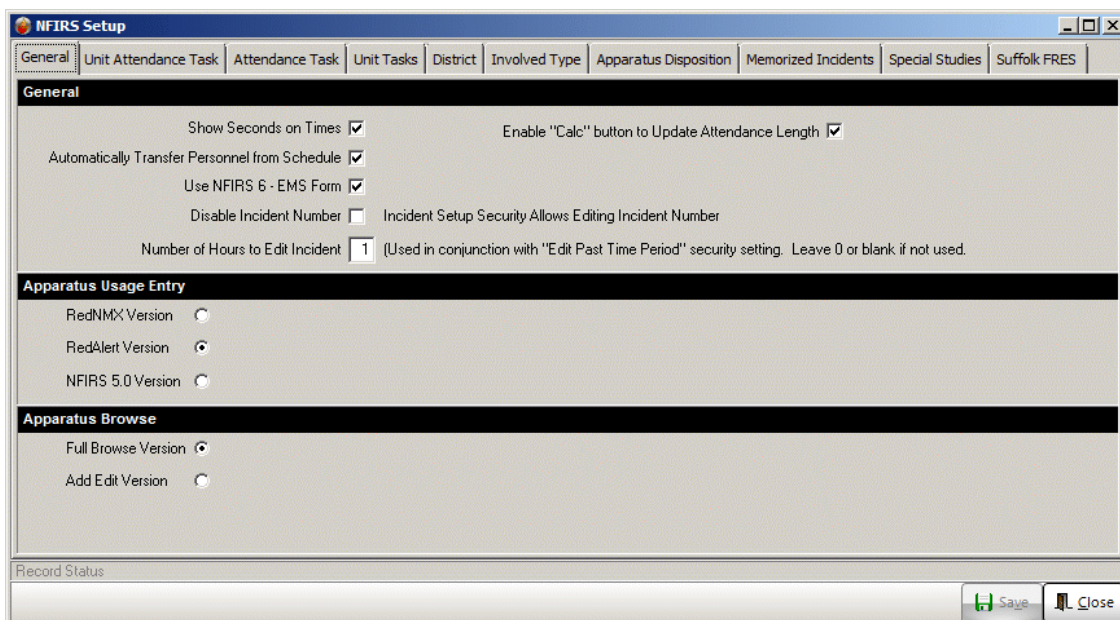 NFIRS Setup
General Unit Attendance Task Attendance Task Unit Tasks District Involved Type Apparatus Disposition Memorized Incidents Special Studies Suffolk FRES
General
Show Seconds on Times Enable "Calc" button to Update Attendance Length
Automatically Transfer Personnel from Schedule
Use NFIRS 6 - EMS Form
Disable Incident Number Incident Setup Security Allows Editing Incident Number
Number of Hours to Edit Incident 1 (Used in conjunction with "Edit Past Time Period" security setting. Leave 0 or blank if not used.
Apparatus Usage Entry
RedNMX Version
RedAlert Version
NFIRS 5.0 Version
Apparatus Browse
Full Browse Version
Add Edit Version
Record Status
Save Close